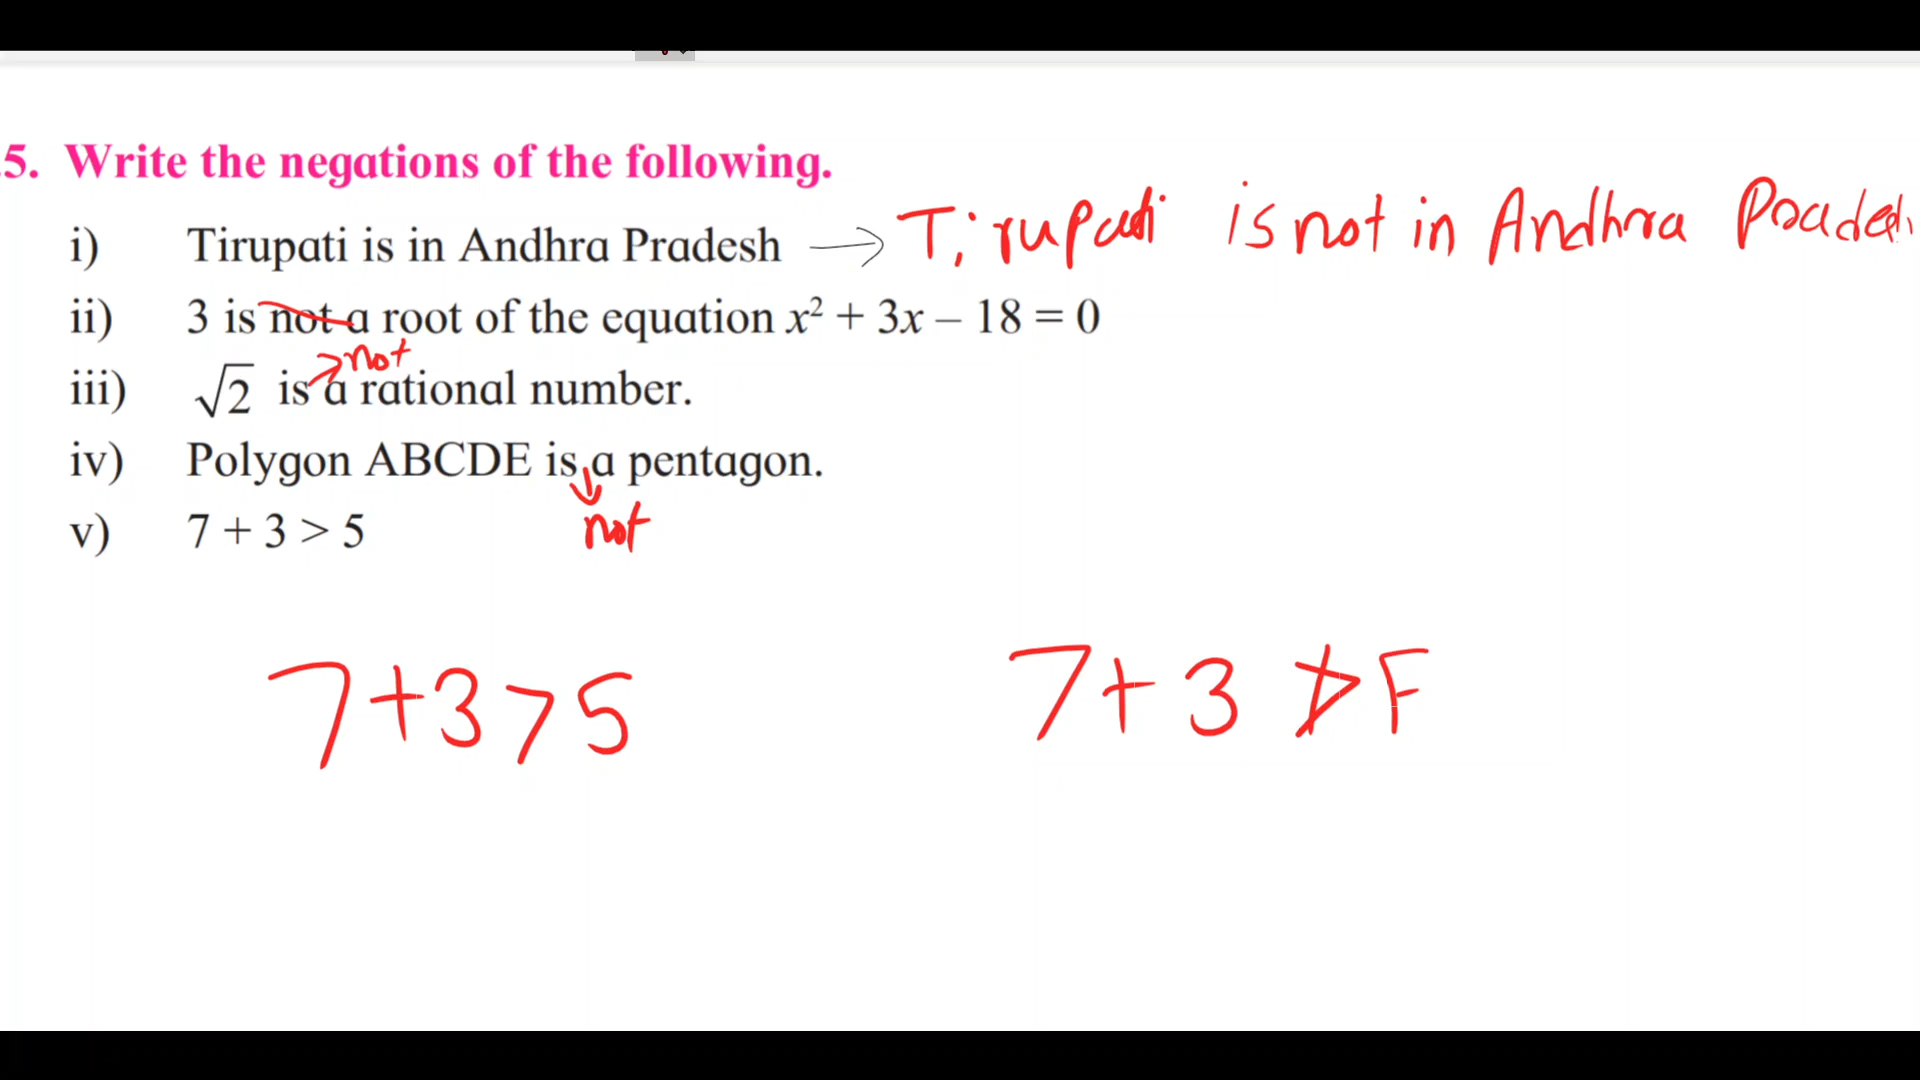 5. Write the negations of the following.
i) Tirupati is in Andhra Pradesh → Tirupati is not in Andhra
ii) 3 is not a root of the equation x² + 3x – 18 = 0
not
iii) √2 is a rational number.
iv) Polygon ABCDE is a pentagon.
v) 7 + 3 > 5 not
7+3>5 7+3 ≯ F